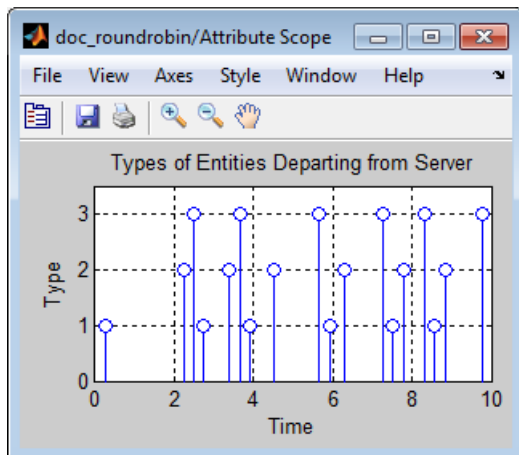 doc_roundrobin/Attribute Scope
File View Axes Style Window Help
Types of Entities Departing from Server
3
2
1
0
Type
0 2 4 6 8 10
Time